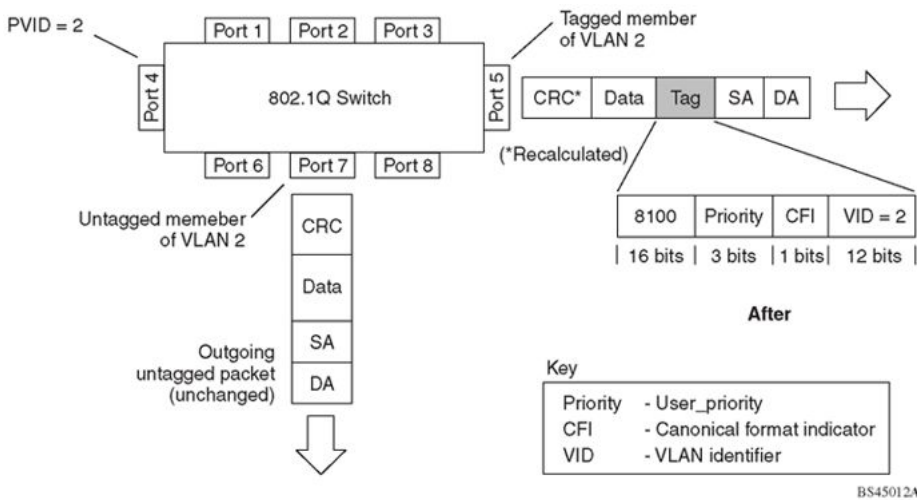 PVID = 2
Port 1
Port 2
Port 3
Tagged member
of VLAN 2
Port 4
802.1Q Switch
Port 5
CRC*
Data
Tag
SA
DA
(*Recalculated)
Port 6
Port 7
Port 8
Untagged memeber
of VLAN 2
CRC
Data
SA
DA
8100
Priority
CFI
VID = 2
16 bits
3 bits
1 bits
12 bits
After
Outgoing
untagged packet
(unchanged)
Key
Priority - User_priority
CFI - Canonical format indicator
VID - VLAN identifier
BS45012A